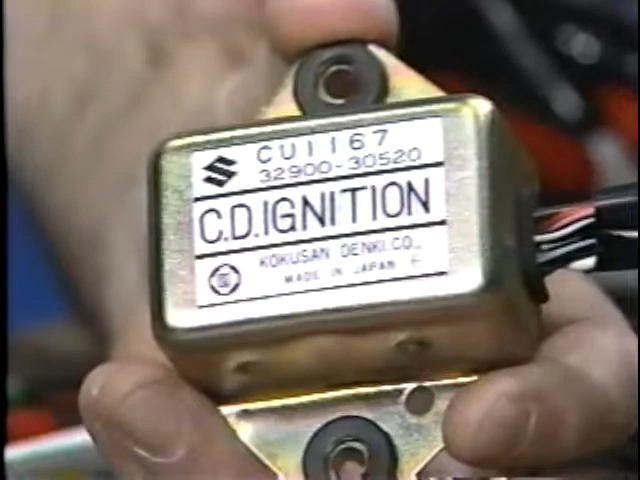 CU1167
32900-30520
C.D.IGNITION
KOKUSAN DENKI.CO.,
MADE IN JAPAN